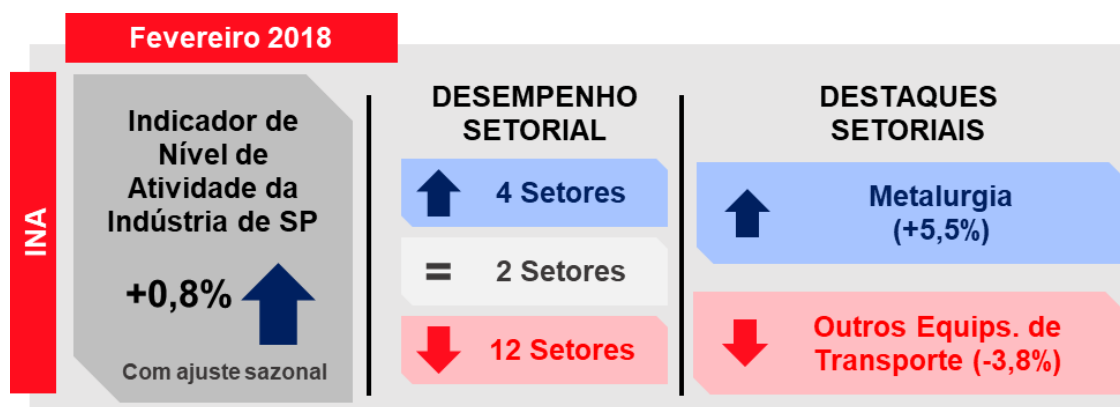 Fevereiro 2018
INA
Indicador de
Nível de
Atividade da
Indústria de SP
+0,8%
Com ajuste sazonal
DESEMPENHO
SETORIAL
4 Setores
= 2 Setores
12 Setores
DESTAQUES
SETORIAIS
Metalurgia
(+5,5%)
Outros Equips. de
Transporte (-3,8%)